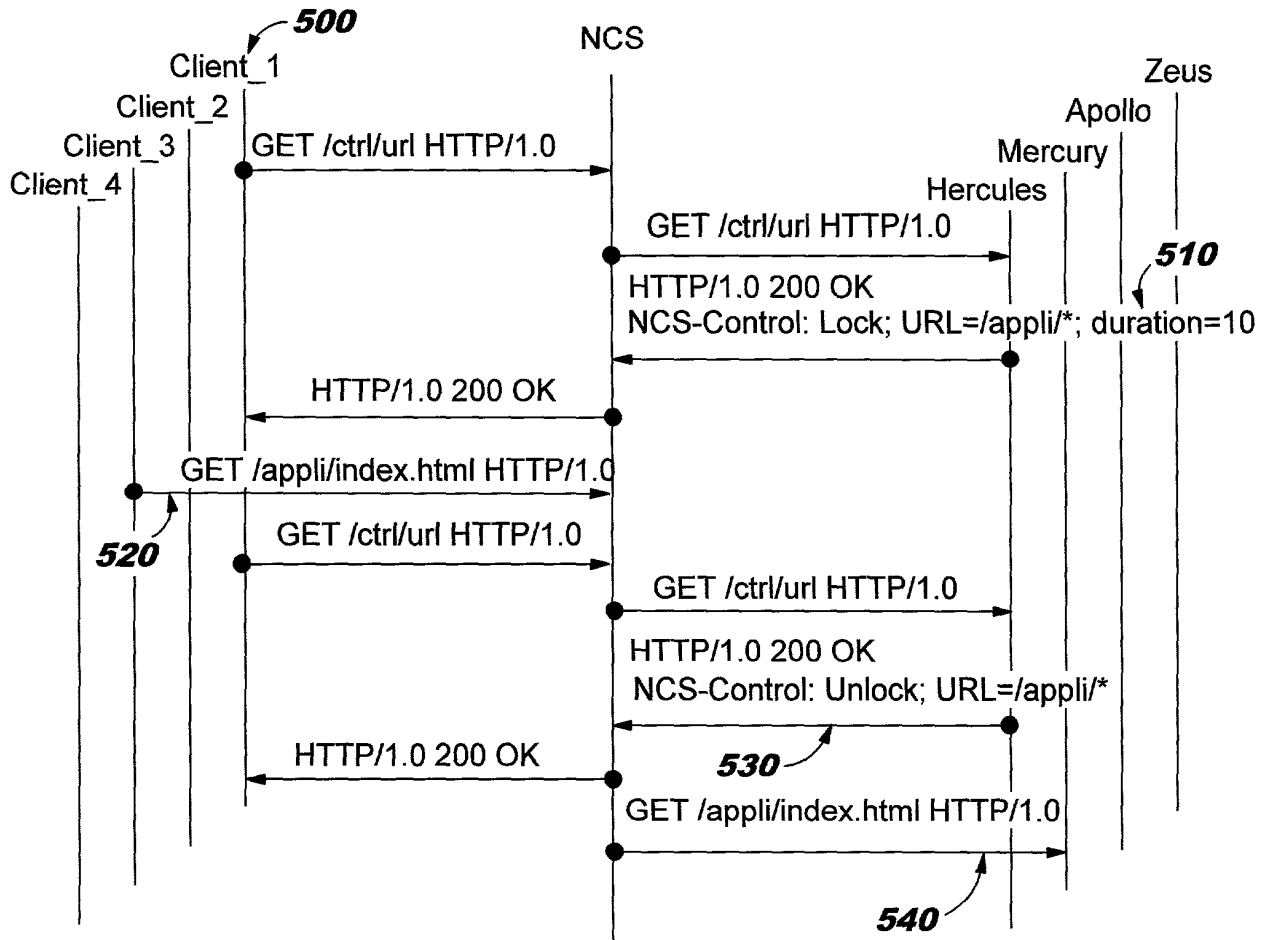 500
NCS
Client_1
Zeus
Client_2
Apollo
Client_3
GET /ctrl/url HTTP/1.0
Mercury
Client_4
Hercules
GET /ctrl/url HTTP/1.0
510
HTTP/1.0 200 OK
NCS-Control: Lock; URL=/appli/*; duration=10
HTTP/1.0 200 OK
GET /appli/index.html HTTP/1.0
520
GET /ctrl/url HTTP/1.0
GET /ctrl/url HTTP/1.0
HTTP/1.0 200 OK
NCS-Control: Unlock; URL=/appli/*
HTTP/1.0 200 OK
530
GET /appli/index.html HTTP/1.0
540